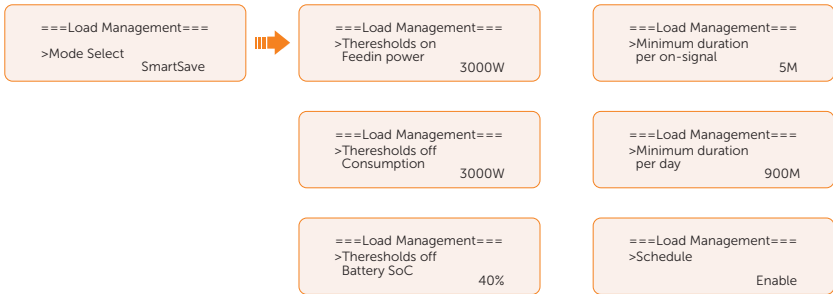 ===Load Management===
>Mode Select
SmartSave
===Load Management===
>Theresholds on
Feedin power
3000W
===Load Management===
>Theresholds off
Consumption
3000W
===Load Management===
>Theresholds off
Battery SoC
40%
===Load Management===
>Minimum duration
per on-signal
5M
===Load Management===
>Minimum duration
per day
900M
===Load Management===
>Schedule
Enable